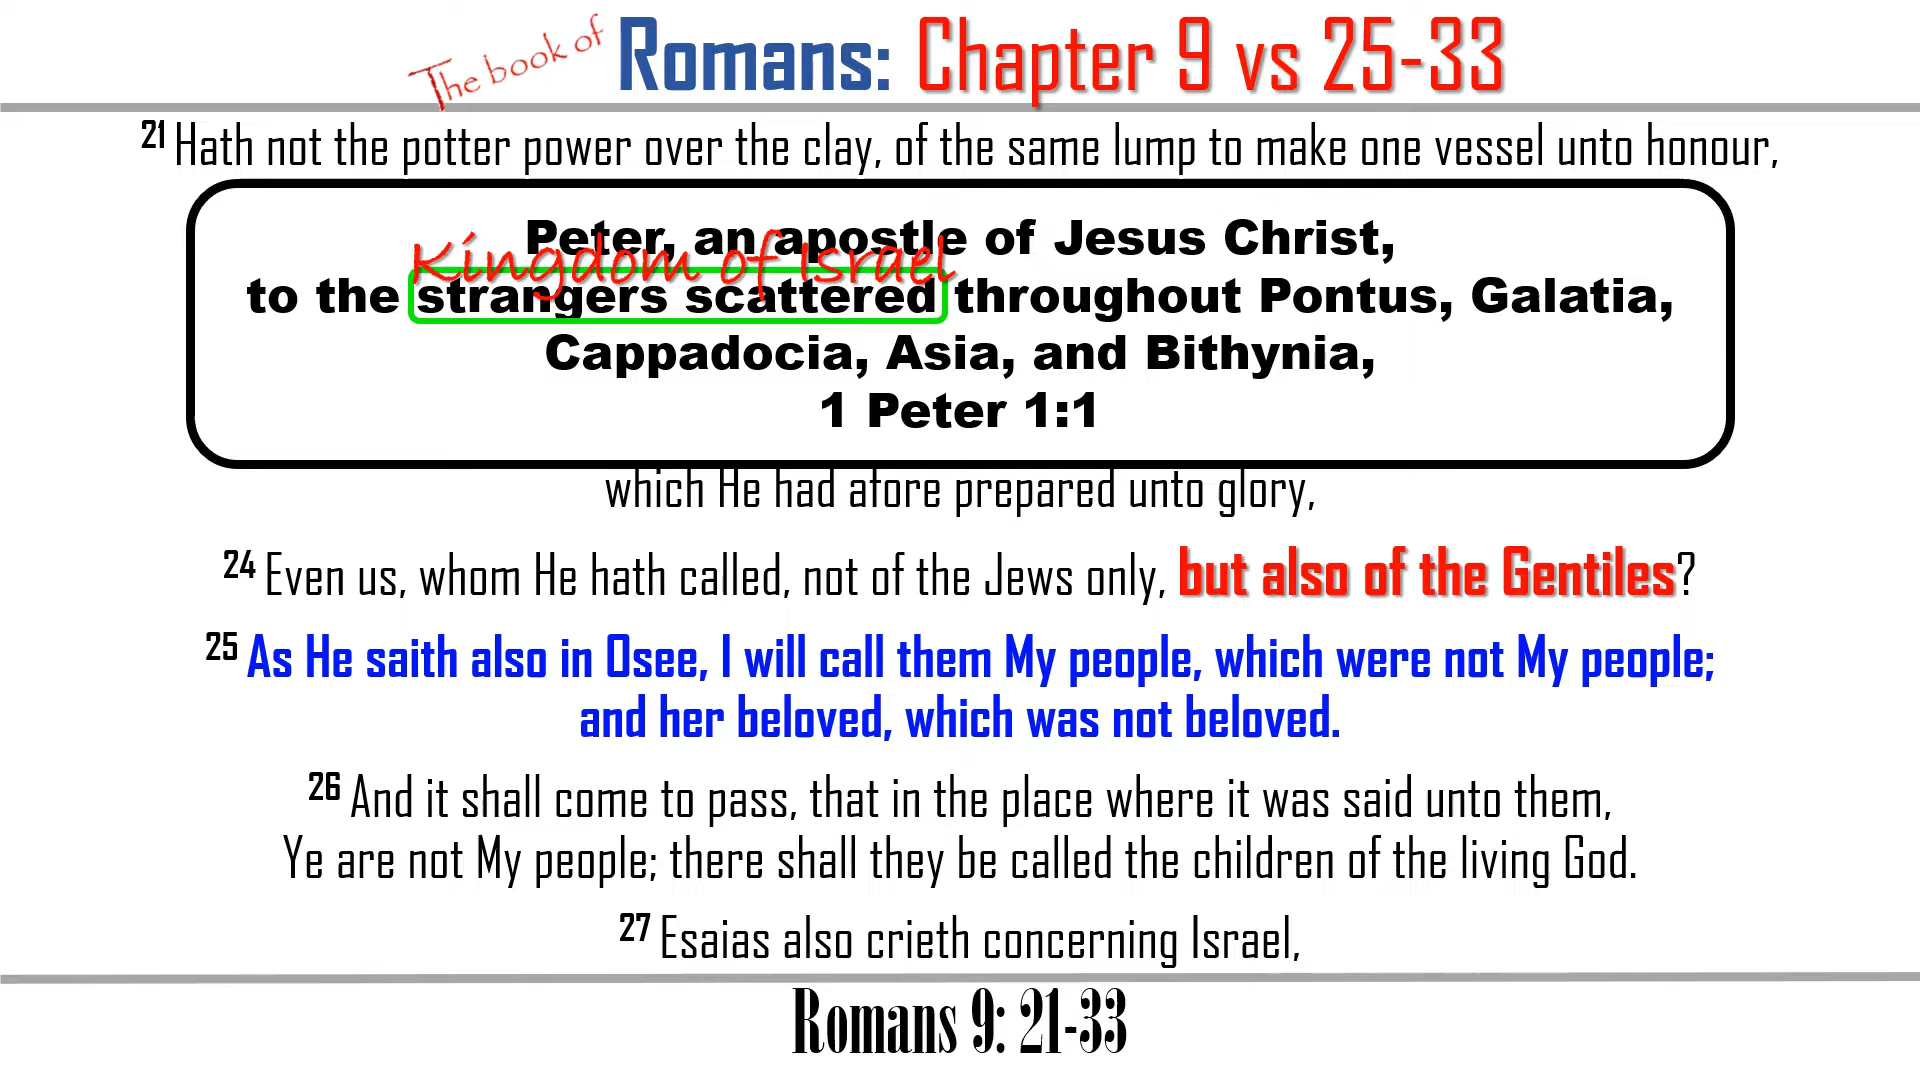 The book of Romans: Chapter 9 vs 25-33
21 Hath not the potter power over the clay, of the same lump to make one vessel unto honour,
Peter, an apostle of Jesus Christ,
Kingdom of Israel
to the strangers scattered throughout Pontus, Galatia,
Cappadocia, Asia, and Bithynia,
1 Peter 1:1
which He had afore prepared unto glory,
24 Even us, whom He hath called, not of the Jews only, but also of the Gentiles?
25 As He saith also in Osee, I will call them My people, which were not My people;
and her beloved, which was not beloved.
26 And it shall come to pass, that in the place where it was said unto them,
Ye are not My people; there shall they be called the children of the living God.
27 Esaias also crieth concerning Israel,
Romans 9: 21-33